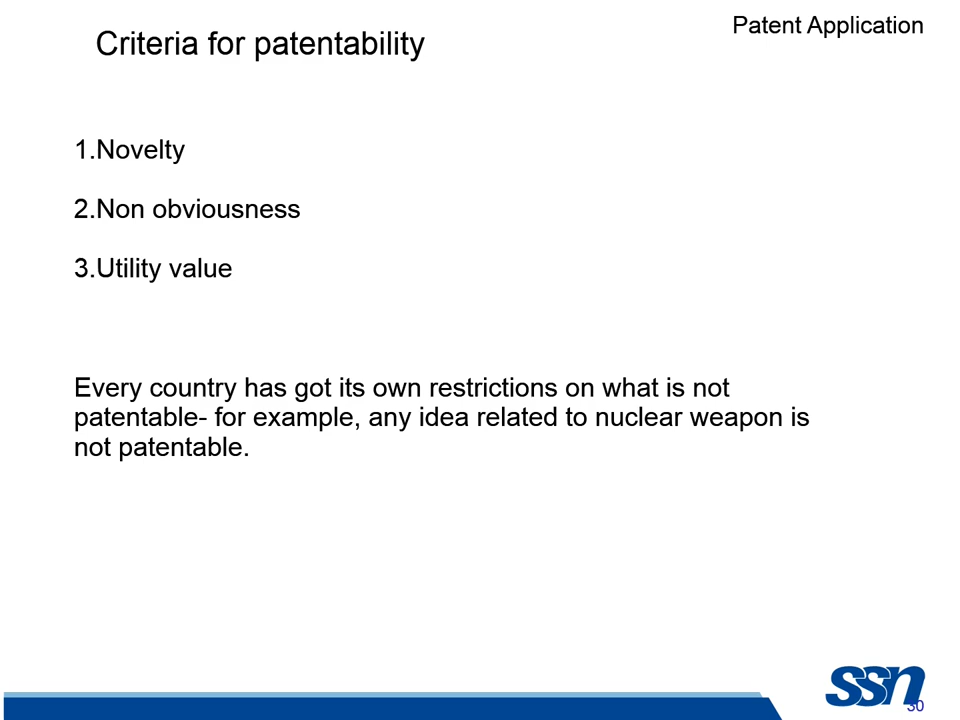 Patent Application
Criteria for patentability
1.Novelty
2.Non obviousness
3.Utility value
Every country has got its own restrictions on what is not
patentable- for example, any idea related to nuclear weapon is
not patentable.
ssn
30